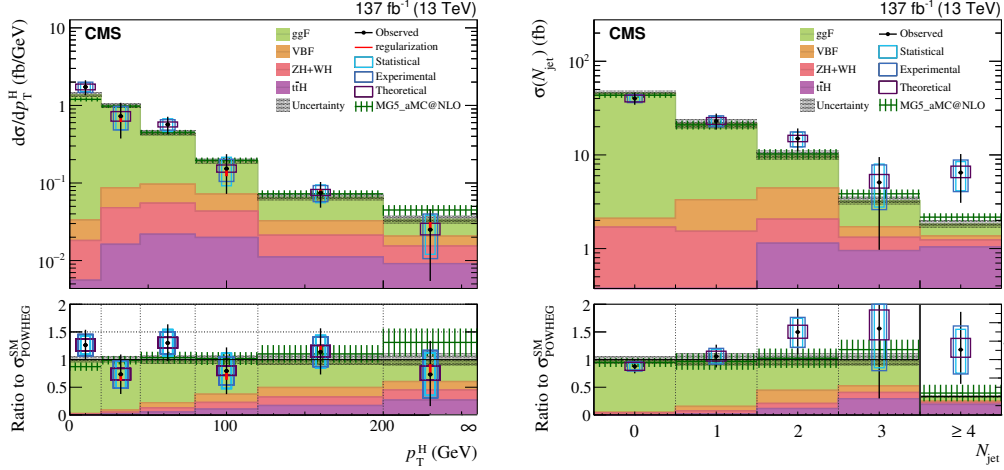 137 fb⁻¹ (13 TeV)
CMS
ggF
VBF
ZH+WH
tt̄H
Uncertainty
Observed
regularization
Statistical
Experimental
Theoretical
MG5_aMC@NLO
dσ/dp_T^H (fb/GeV)
10
1
10⁻¹
10⁻²
Ratio to σ^SM_POWHEG
2
1.5
1
0.5
0
0 100 200 ∞
p_T^H (GeV)
137 fb⁻¹ (13 TeV)
CMS
ggF
VBF
ZH+WH
tt̄H
Uncertainty
Observed
Statistical
Experimental
Theoretical
MG5_aMC@NLO
σ(N_jet) (fb)
10²
10
1
Ratio to σ^SM_POWHEG
2
1.5
1
0.5
0
0 1 2 3 ≥ 4
N_jet